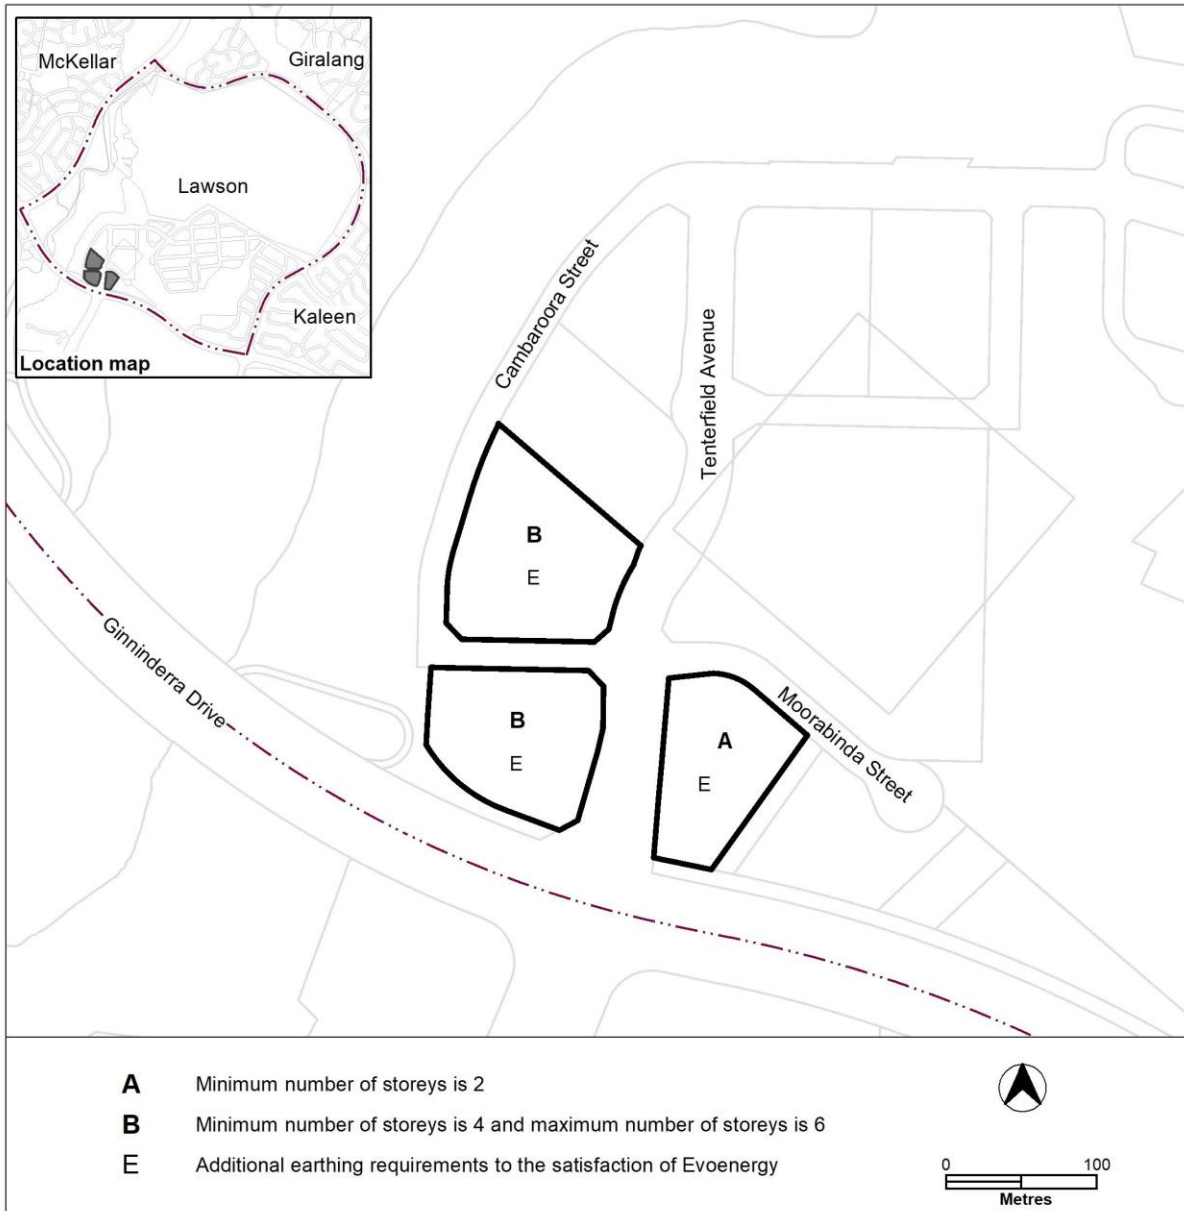 McKellar
Giralang
Lawson
Kaleen
Location map
Cambaroora Street
Tenterfield Avenue
B
E
Ginninderra Drive
B
E
A
E
Moorabinda Street
A Minimum number of storeys is 2
B Minimum number of storeys is 4 and maximum number of storeys is 6
E Additional earthing requirements to the satisfaction of Evoenergy
0 100
Metres